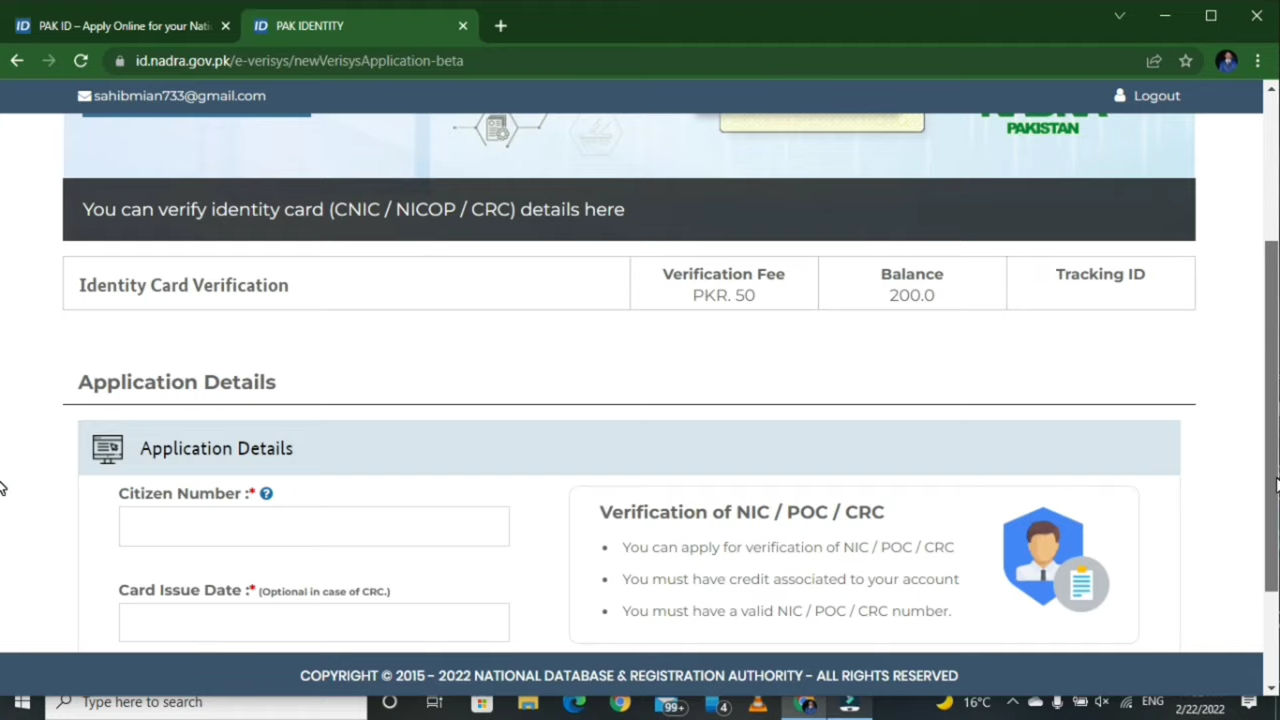 PAK ID – Apply Online for your Nati
PAK IDENTITY
id.nadra.gov.pk/e-verisys/newVerisysApplication-beta
sahibmian733@gmail.com
Logout
PAKISTAN
You can verify identity card (CNIC / NICOP / CRC) details here
Identity Card Verification
Verification Fee
PKR. 50
Balance
200.0
Tracking ID
Application Details
Application Details
Citizen Number :*
Card Issue Date :* (Optional in case of CRC.)
Verification of NIC / POC / CRC
• You can apply for verification of NIC / POC / CRC
• You must have credit associated to your account
• You must have a valid NIC / POC / CRC number.
COPYRIGHT © 2015 - 2022 NATIONAL DATABASE & REGISTRATION AUTHORITY - ALL RIGHTS RESERVED
Type here to search
99+
4
16°C
ENG
2/22/2022